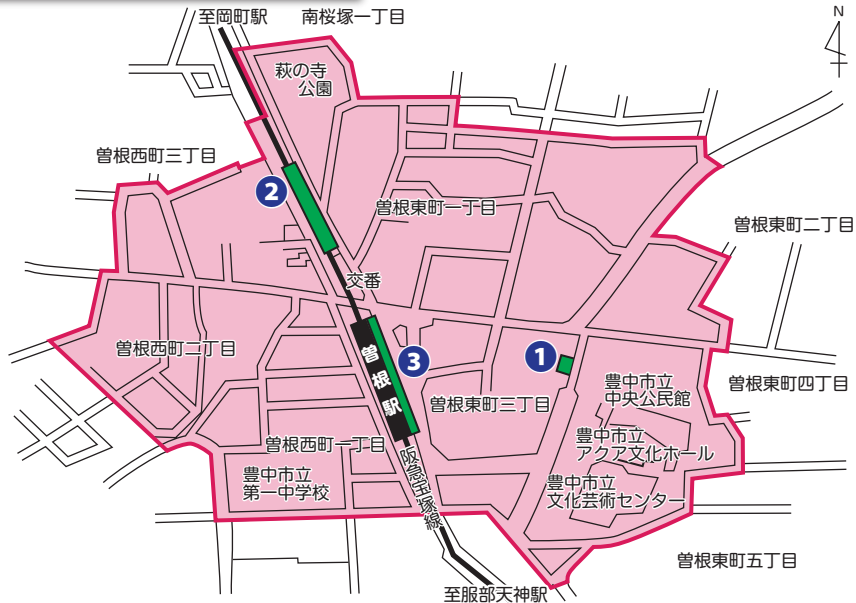 至岡町駅
南桜塚一丁目
N
萩の寺
公園
曽根西町三丁目
2
曽根東町一丁目
曽根東町二丁目
交番
曽根西町二丁目
曽根駅
3
1
豊中市立
中央公民館
曽根東町四丁目
曽根東町三丁目
豊中市立
アクア文化ホール
曽根西町一丁目
豊中市立
第一中学校
阪急宝塚線
豊中市立
文化芸術センター
曽根東町五丁目
至服部天神駅